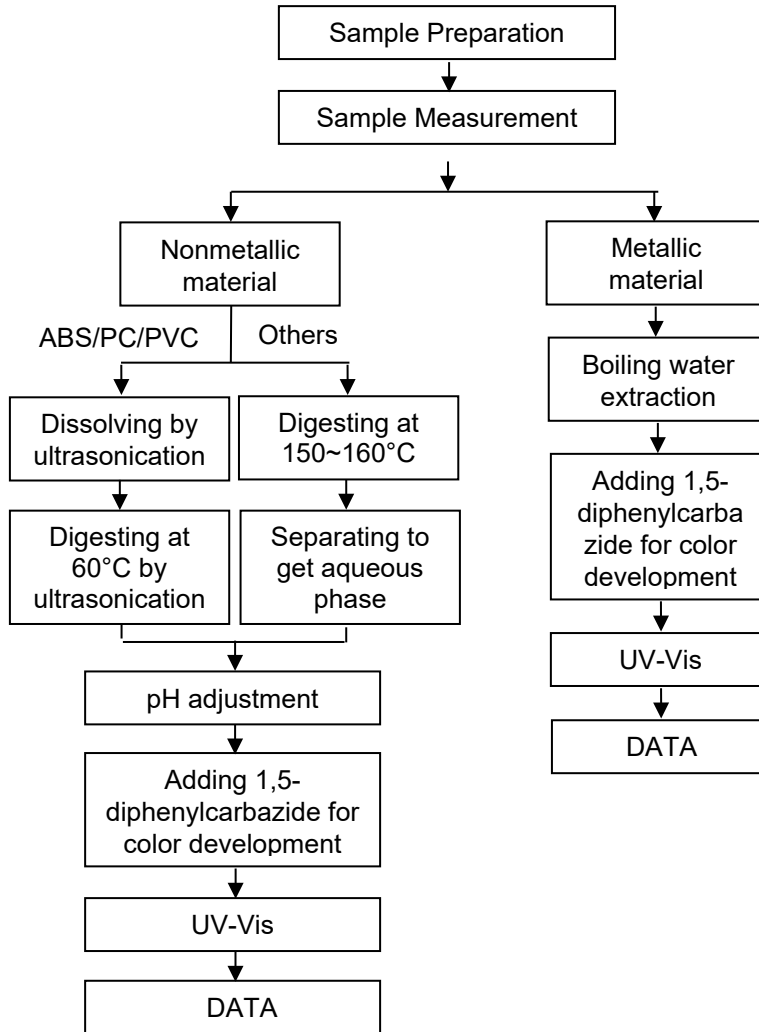 Sample Preparation
Sample Measurement
Nonmetallic
material
ABS/PC/PVC
Others
Dissolving by
ultrasonication
Digesting at
150~160°C
Digesting at
60°C by
ultrasonication
Separating to
get aqueous
phase
pH adjustment
Adding 1,5-
diphenylcarbazide for
color development
UV-Vis
DATA
Metallic
material
Boiling water
extraction
Adding 1,5-
diphenylcarba
zide for color
development
UV-Vis
DATA